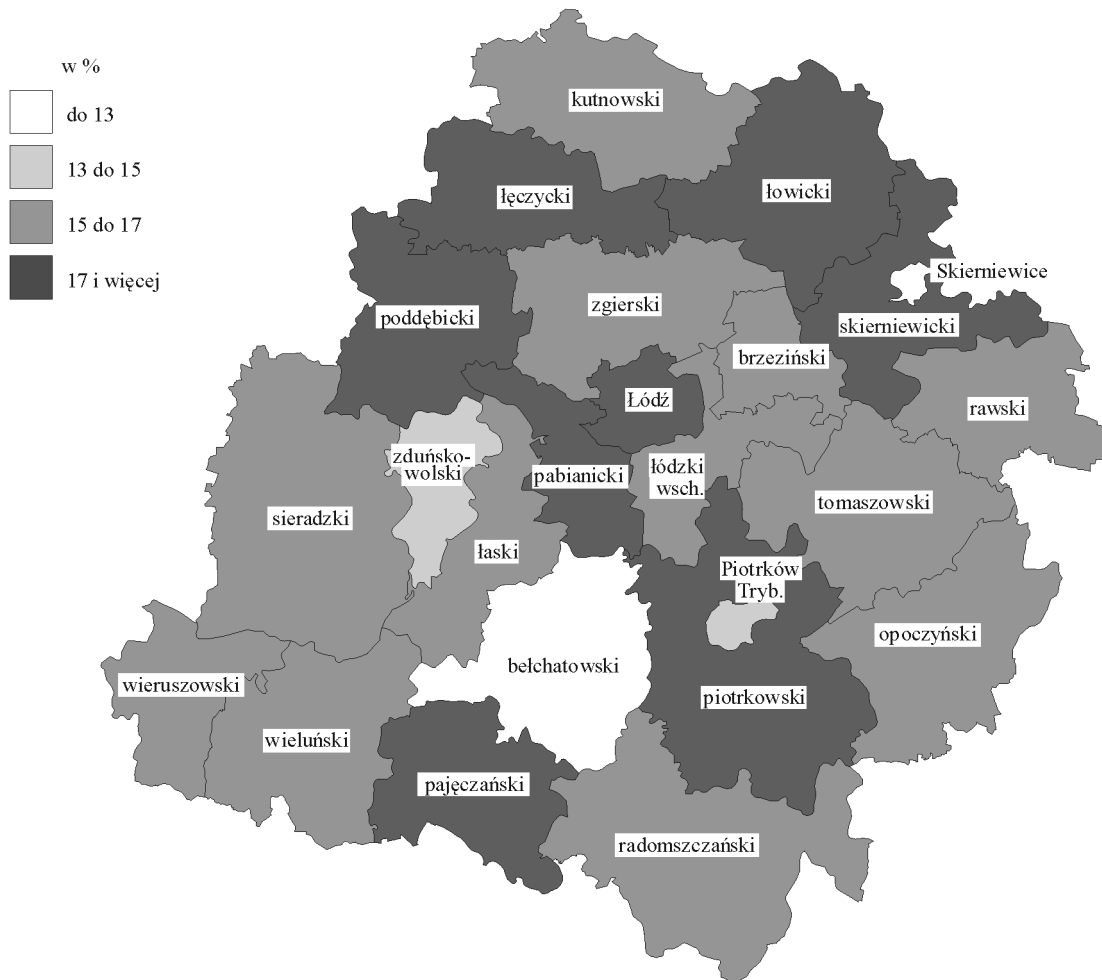 w %
do 13
13 do 15
15 do 17
17 i więcej
kutnowski
łęczycki
łowicki
Skierniewice
poddębicki
zgierski
skierniewicki
brzeziński
rawski
Łódź
zduńsko-
wolski
pabianicki
łódzki
wsch.
tomaszowski
sieradzki
łaski
Piotrków
Tryb.
opoczyński
bełchatowski
wieruszowski
piotrkowski
wieluński
pajęczański
radomszczański